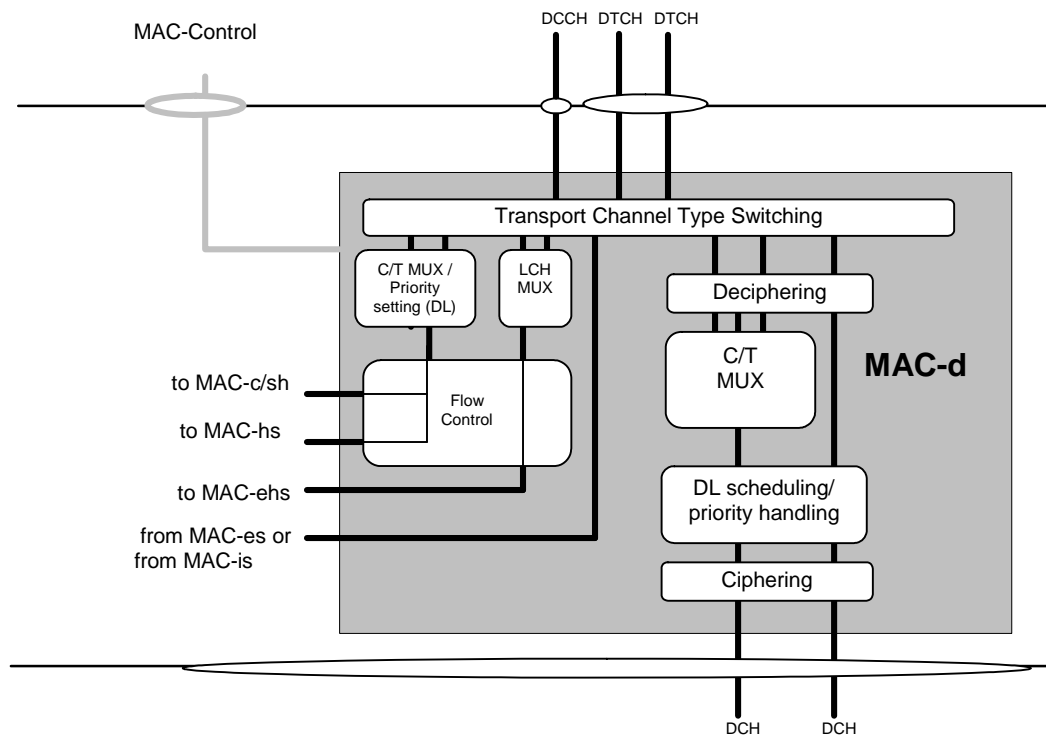 DCCH DTCH DTCH
MAC-Control
Transport Channel Type Switching
C/T MUX /
Priority
setting (DL)
LCH
MUX
Deciphering
C/T
MUX
MAC-d
to MAC-c/sh
Flow
Control
to MAC-hs
to MAC-ehs
DL scheduling/
priority handling
from MAC-es or
from MAC-is
Ciphering
DCH DCH